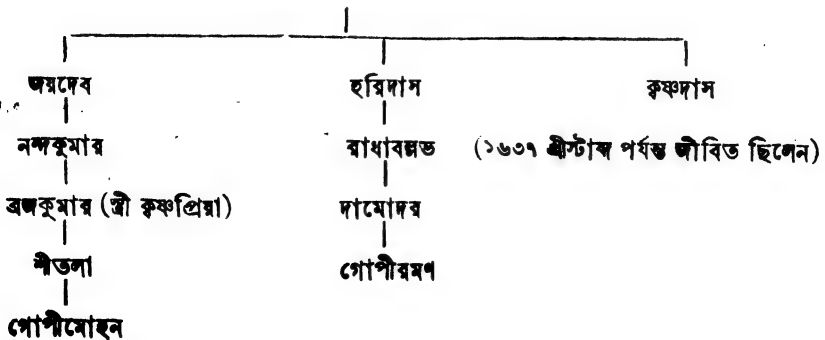 জয়দেব হরিদাস কৃষ্ণদাস
নন্দকুমার রাধাবল্লভ (১৬৩৭ খ্রীস্টাব্দ পর্যন্ত জীবিত ছিলেন)
ব্রজকুমার (স্ত্রী কৃষ্ণপ্রিয়া) দামোদর
শীতলা গোপীরমণ
গোপীমোহন